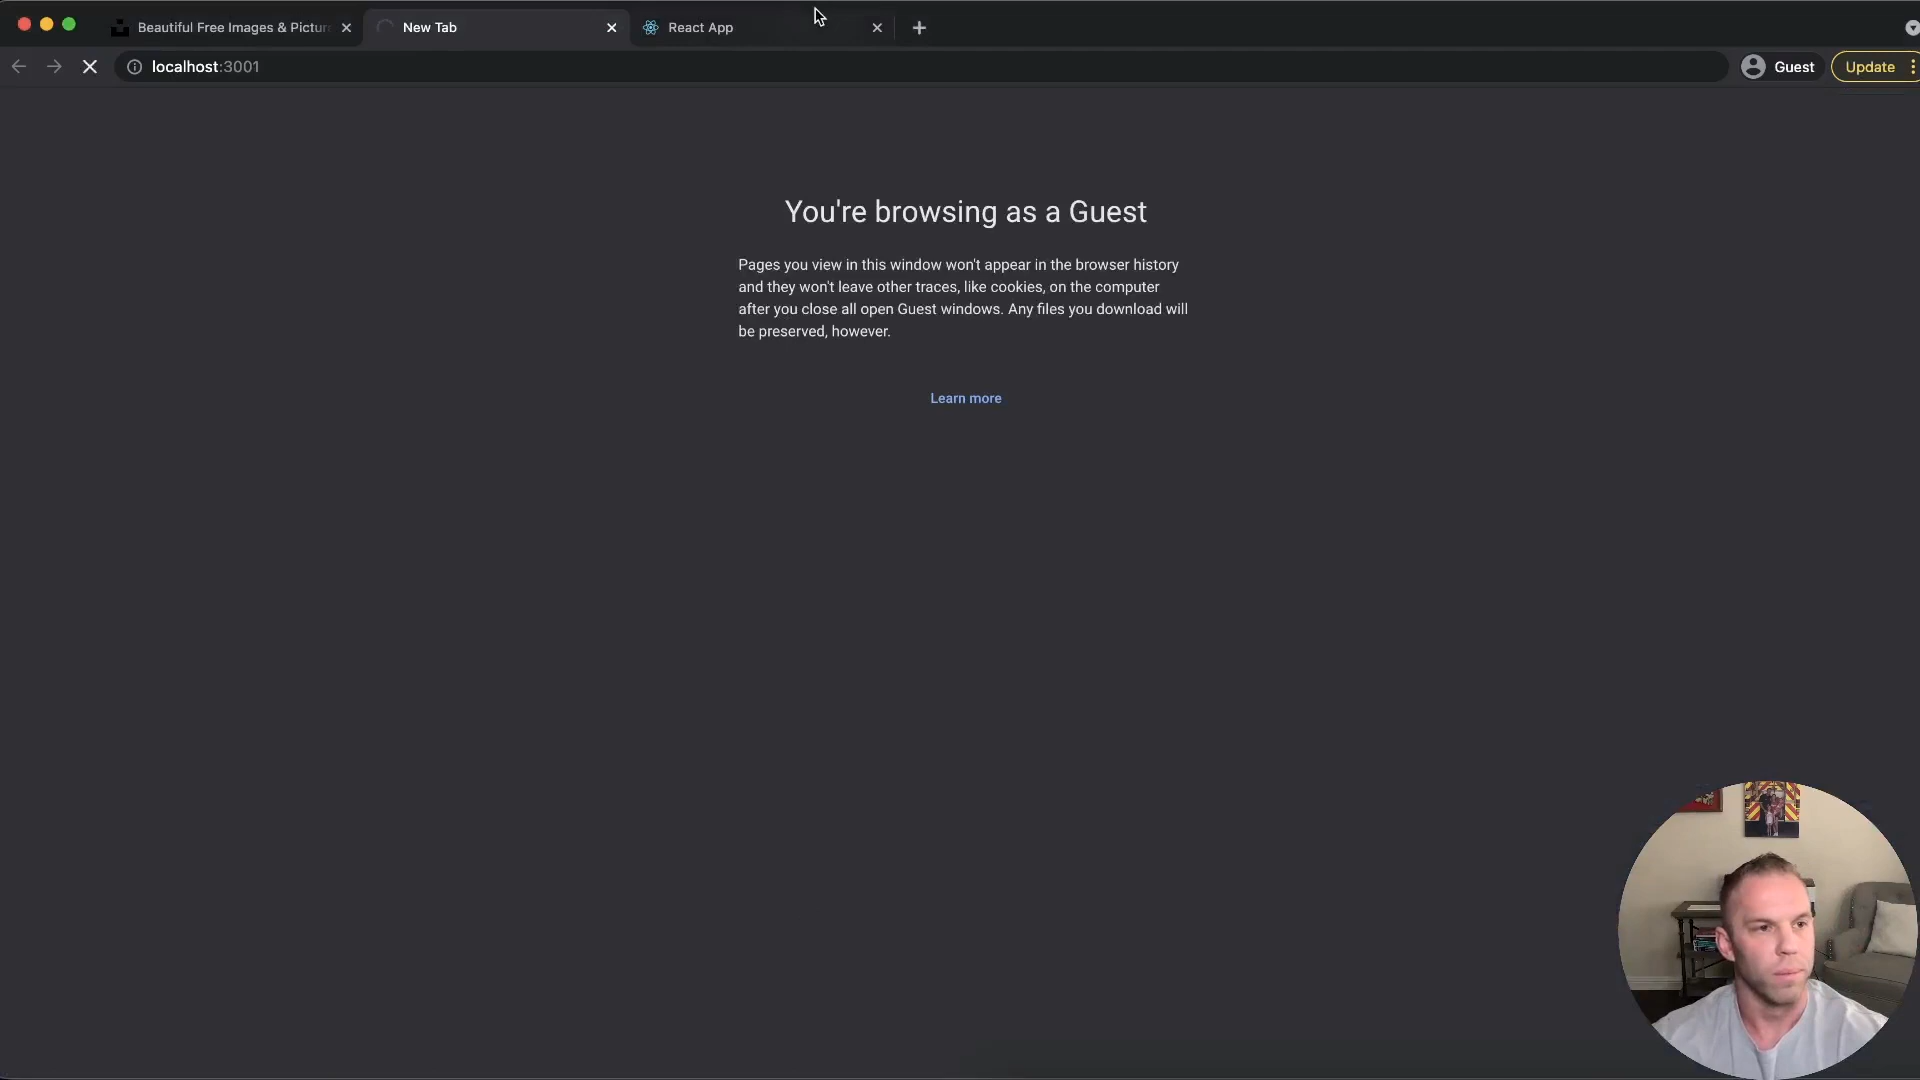 Beautiful Free Images & Pictur
New Tab
React App
localhost:3001
Guest
Update
You're browsing as a Guest
Pages you view in this window won't appear in the browser history
and they won't leave other traces, like cookies, on the computer
after you close all open Guest windows. Any files you download will
be preserved, however.
Learn more